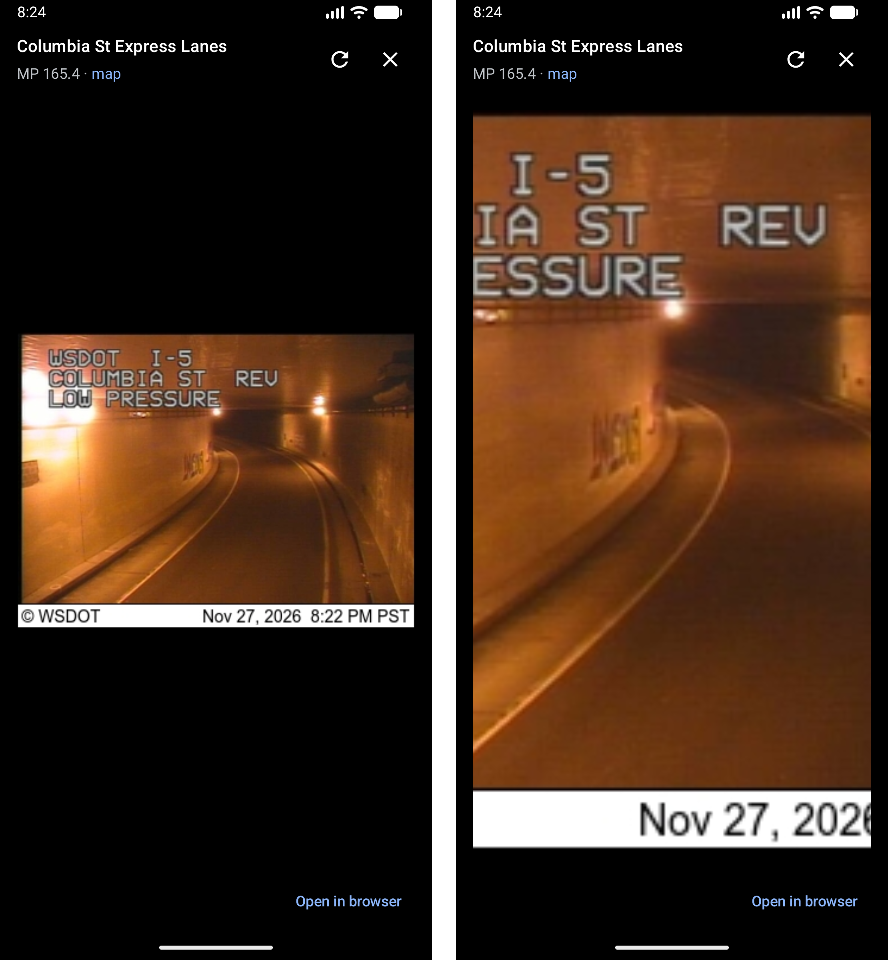 8:24
Columbia St Express Lanes
MP 165.4 · map
WSDOT I-5
COLUMBIA ST REV
LOW PRESSURE
© WSDOT Nov 27, 2026 8:22 PM PST
Open in browser
8:24
Columbia St Express Lanes
MP 165.4 · map
I-5
IA ST REV
ESSURE
Nov 27, 2026
Open in browser